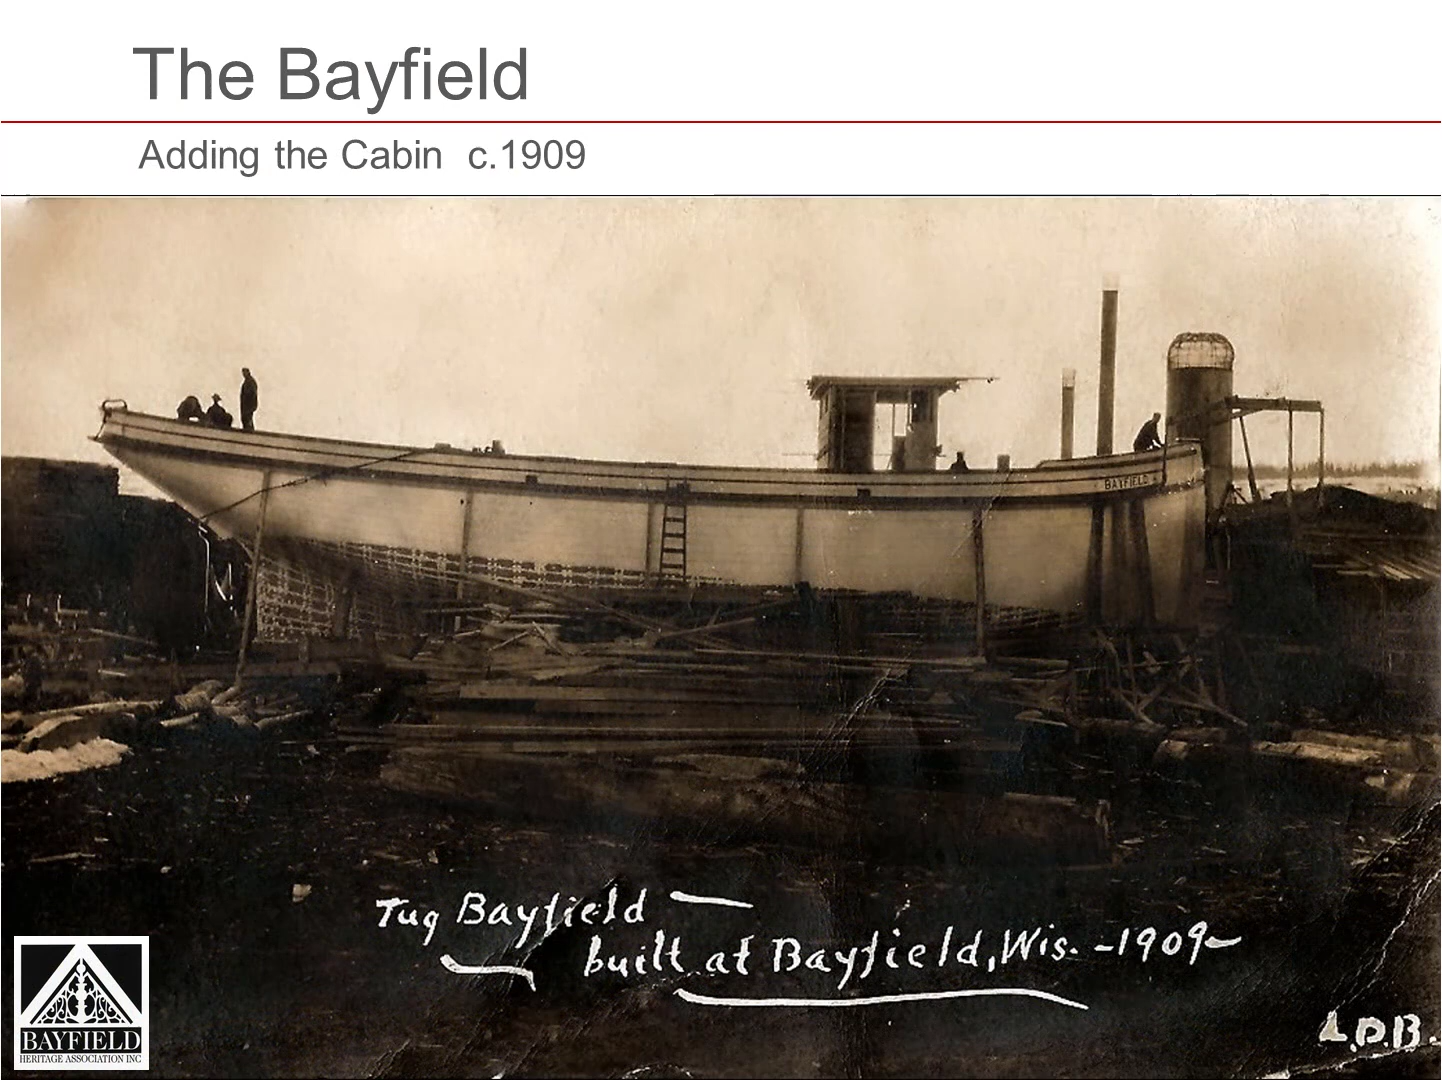 The Bayfield
Adding the Cabin c.1909
BAYFIELD
Tug Bayfield
built at Bayfield, Wis. -1909-
L.D.B.
BAYFIELD
HERITAGE ASSOCIATION INC